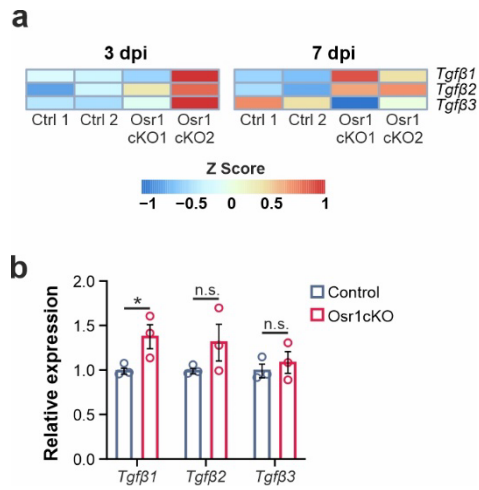 a
3 dpi 7 dpi
Tgfβ1
Tgfβ2
Tgfβ3
Ctrl 1 Ctrl 2 Osr1 cKO1 Osr1 cKO2 Ctrl 1 Ctrl 2 Osr1 cKO1 Osr1 cKO2
Z Score
−1 −0.5 0 0.5 1
b
Relative expression
2.0
1.5
1.0
0.5
0.0
* n.s. n.s.
Control
Osr1cKO
Tgfβ1 Tgfβ2 Tgfβ3